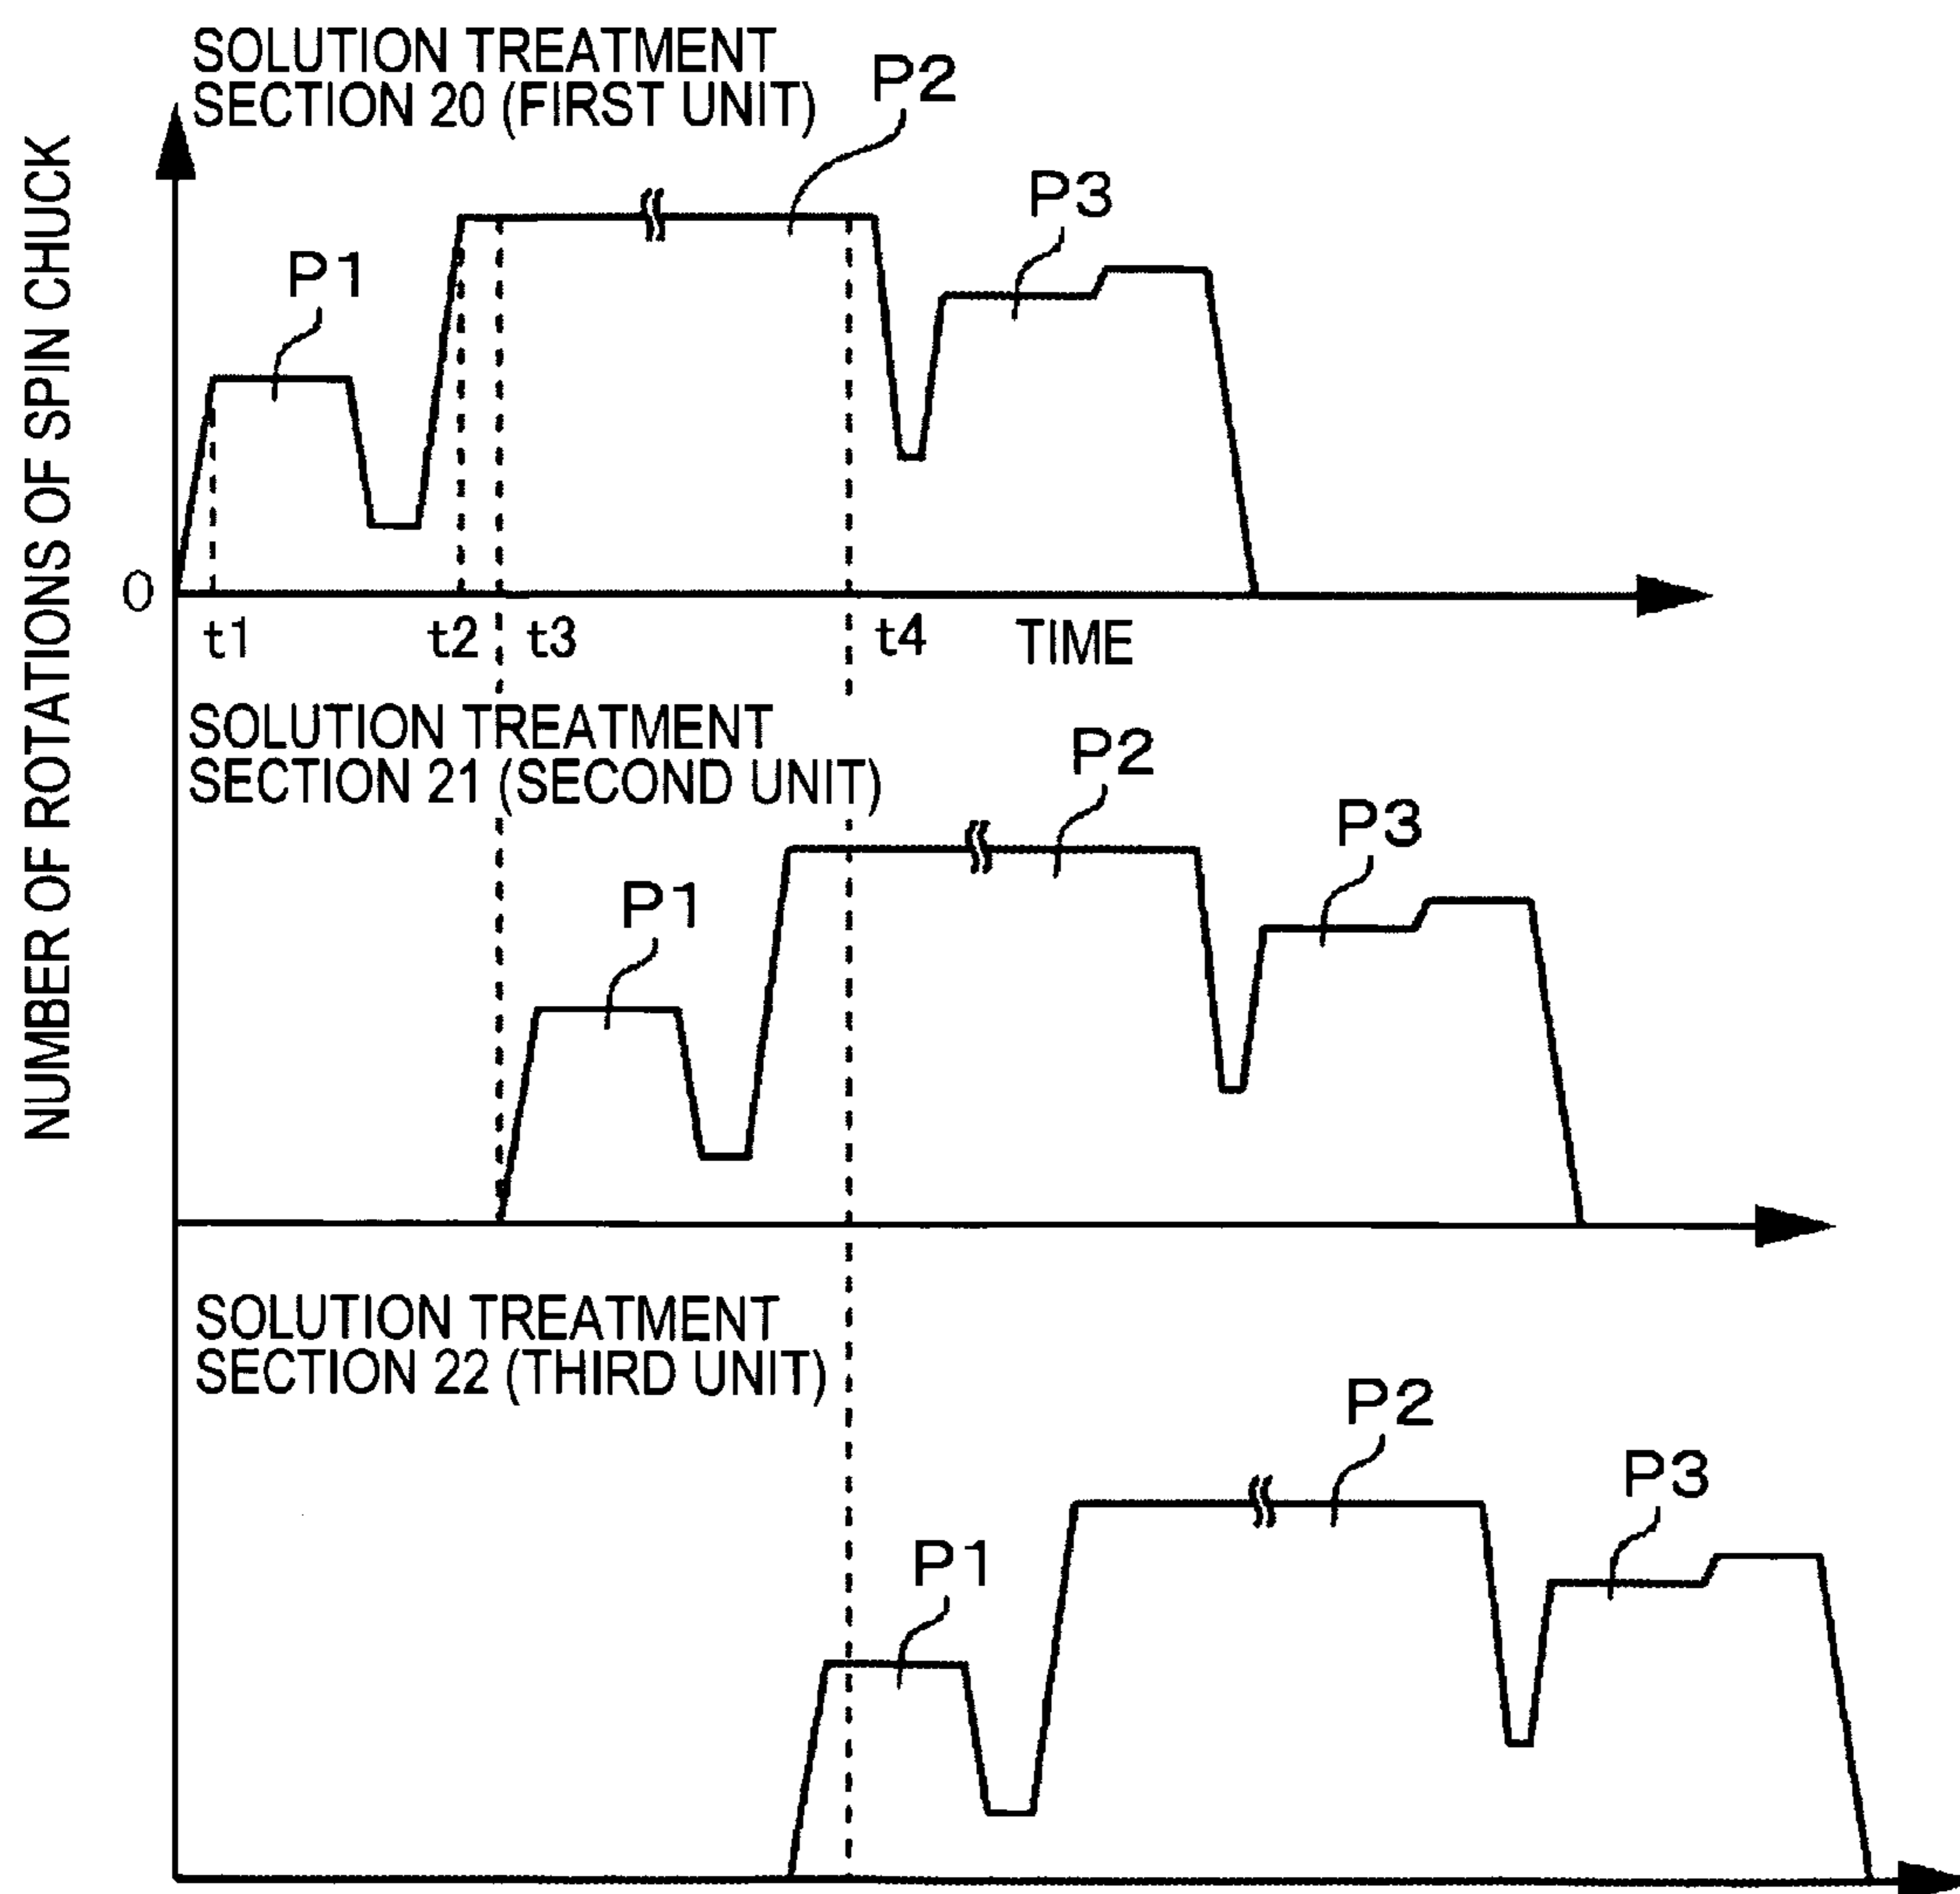 NUMBER OF ROTATIONS OF SPIN CHUCK
SOLUTION TREATMENT
SECTION 20 (FIRST UNIT)
P1
P2
P3
0
t1
t2
t3
t4
TIME
SOLUTION TREATMENT
SECTION 21 (SECOND UNIT)
P1
P2
P3
SOLUTION TREATMENT
SECTION 22 (THIRD UNIT)
P1
P2
P3